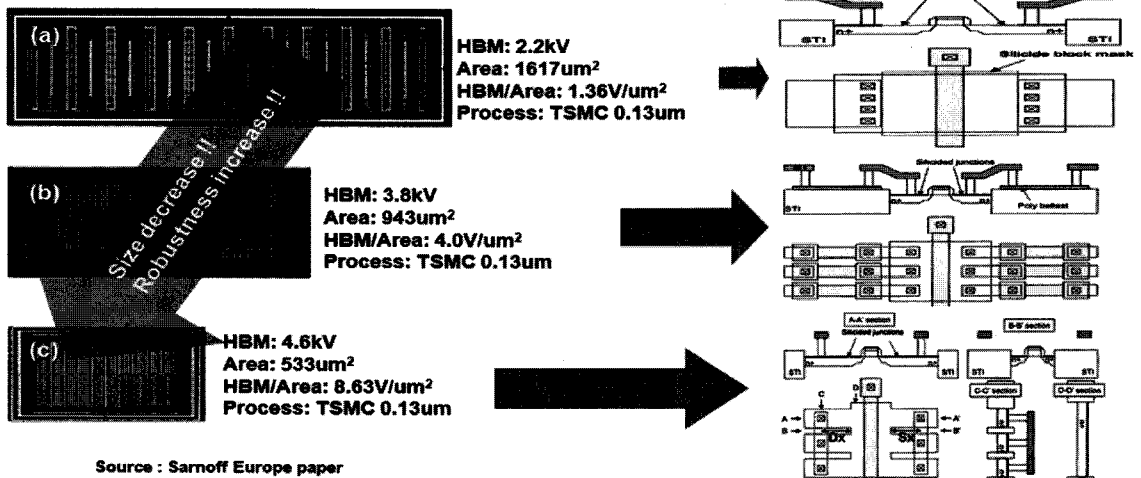 (a)
HBM: 2.2kV
Area: 1617um²
HBM/Area: 1.36V/um²
Process: TSMC 0.13um
STI
STI
Silicide block mask
Size decrease !!
Robustness increase !!
(b)
HBM: 3.8kV
Area: 943um²
HBM/Area: 4.0V/um²
Process: TSMC 0.13um
Silicided junctions
STI
Poly ballast
(c)
HBM: 4.6kV
Area: 533um²
HBM/Area: 8.63V/um²
Process: TSMC 0.13um
A-A' section
Silicided junctions
B-B' section
STI
STI
STI
STI
C-C' section
D-D' section
C
D
A
A'
B
B'
Dx
Sx
Source : Sarnoff Europe paper